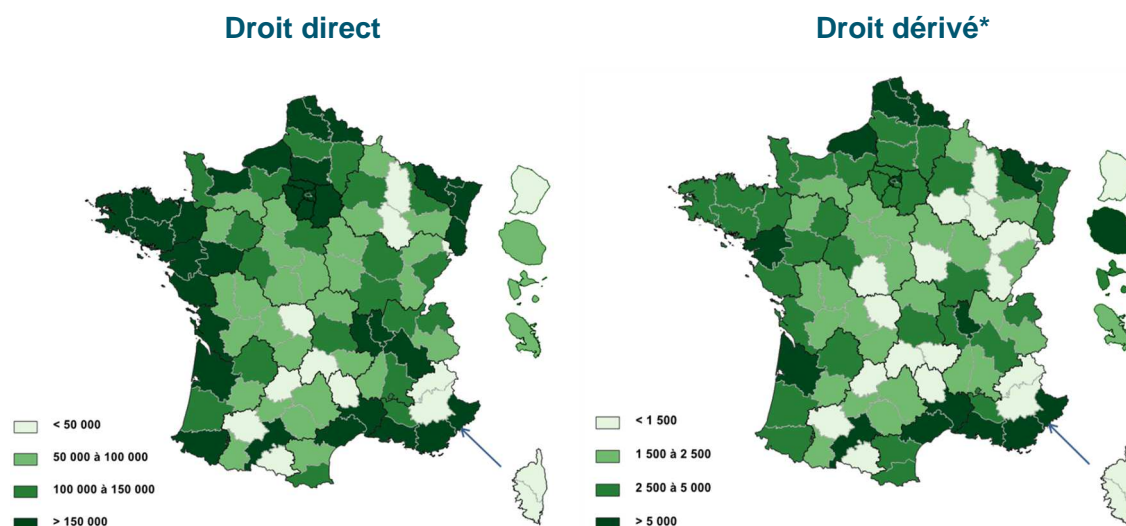 Droit direct
Droit dérivé*
< 50 000
50 000 à 100 000
100 000 à 150 000
> 150 000
< 1 500
1 500 à 2 500
2 500 à 5 000
> 5 000